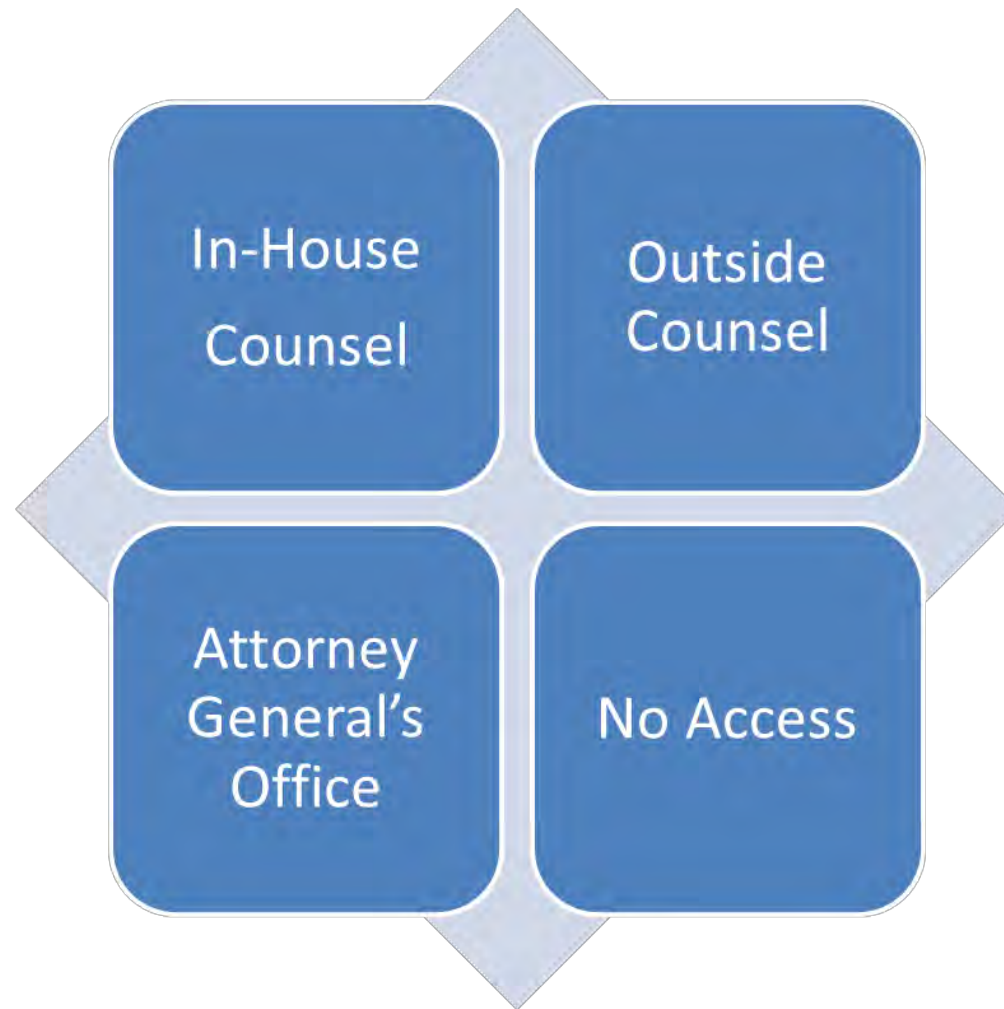 In-House
Counsel
Outside
Counsel
Attorney
General’s
Office
No Access